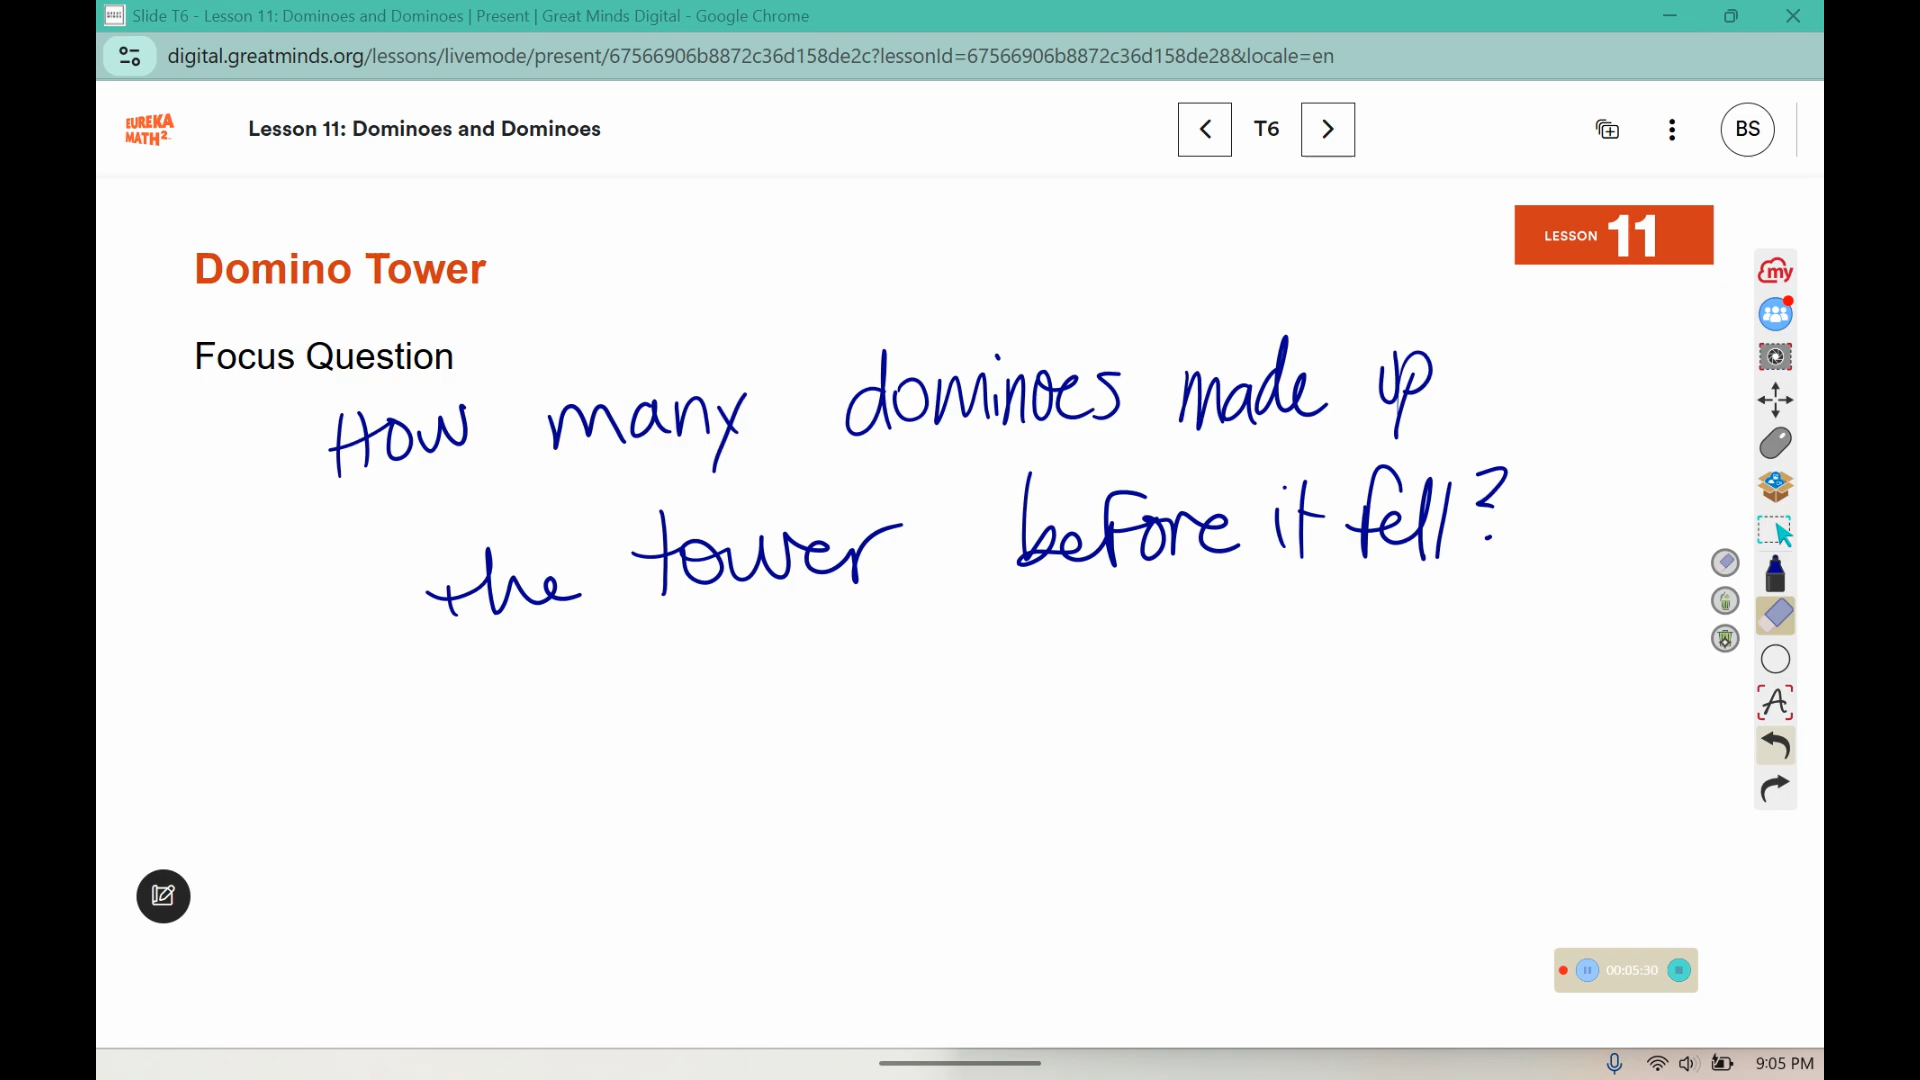 Slide T6 - Lesson 11: Dominoes and Dominoes | Present | Great Minds Digital - Google Chrome
digital.greatminds.org/lessons/livemode/present/67566906b8872c36d158de2c?lessonId=67566906b8872c36d158de28&locale=en
EUREKA
MATH²
Lesson 11: Dominoes and Dominoes
T6
BS
LESSON 11
Domino Tower
my
Focus Question
How many dominoes made up
the tower before it fell?
A
00:05:30
9:05 PM